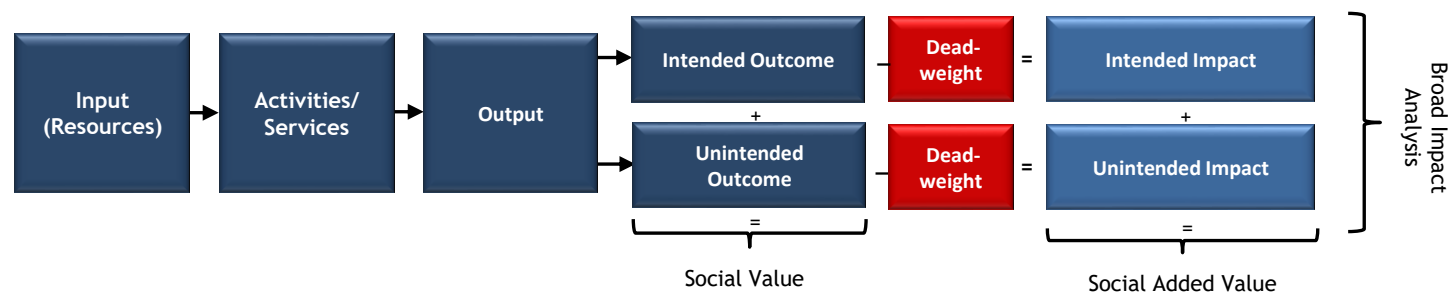 Input
(Resources)
Activities/
Services
Output
Intended Outcome
–
Dead-
weight
=
Intended Impact
+
+
Unintended
Outcome
–
Dead-
weight
=
Unintended Impact
=
=
Social Value
Social Added Value
Broad Impact
Analysis